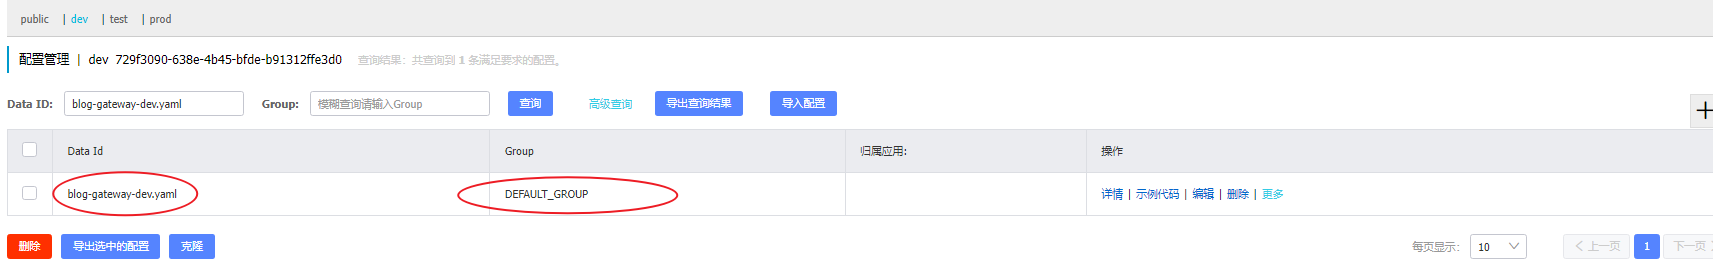 public | dev | test | prod
配置管理 | dev 729f3090-638e-4b45-bfde-b91312ffe3d0 查询结果：共查询到 1 条满足要求的配置。
Data ID: blog-gateway-dev.yaml Group: 模糊查询请输入Group 查询 高级查询 导出查询结果 导入配置 +
Data Id Group 归属应用: 操作
blog-gateway-dev.yaml DEFAULT_GROUP 详情 | 示例代码 | 编辑 | 删除 | 更多
删除 导出选中的配置 克隆 每页显示: 10 < 上一页 1 下一页